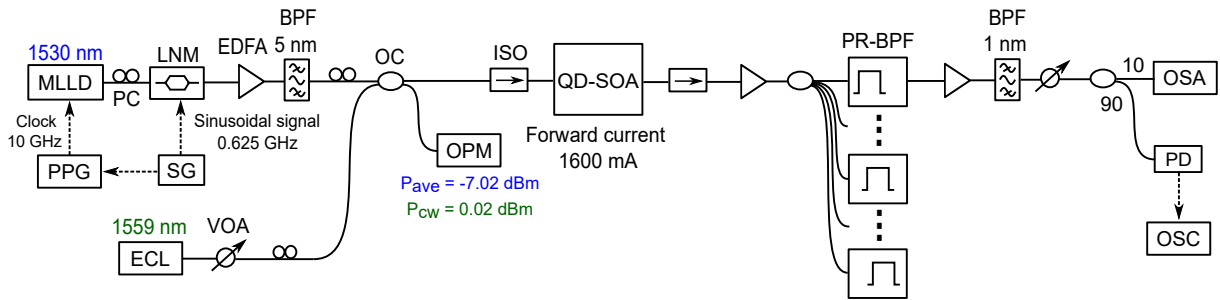 1530 nm
MLLD
PC
LNM
EDFA
BPF
5 nm
OC
ISO
QD-SOA
Forward current
1600 mA
PR-BPF
BPF
1 nm
10
90
OSA
PD
OSC
Clock
10 GHz
PPG
SG
Sinusoidal signal
0.625 GHz
OPM
Pave = -7.02 dBm
Pcw = 0.02 dBm
1559 nm
ECL
VOA